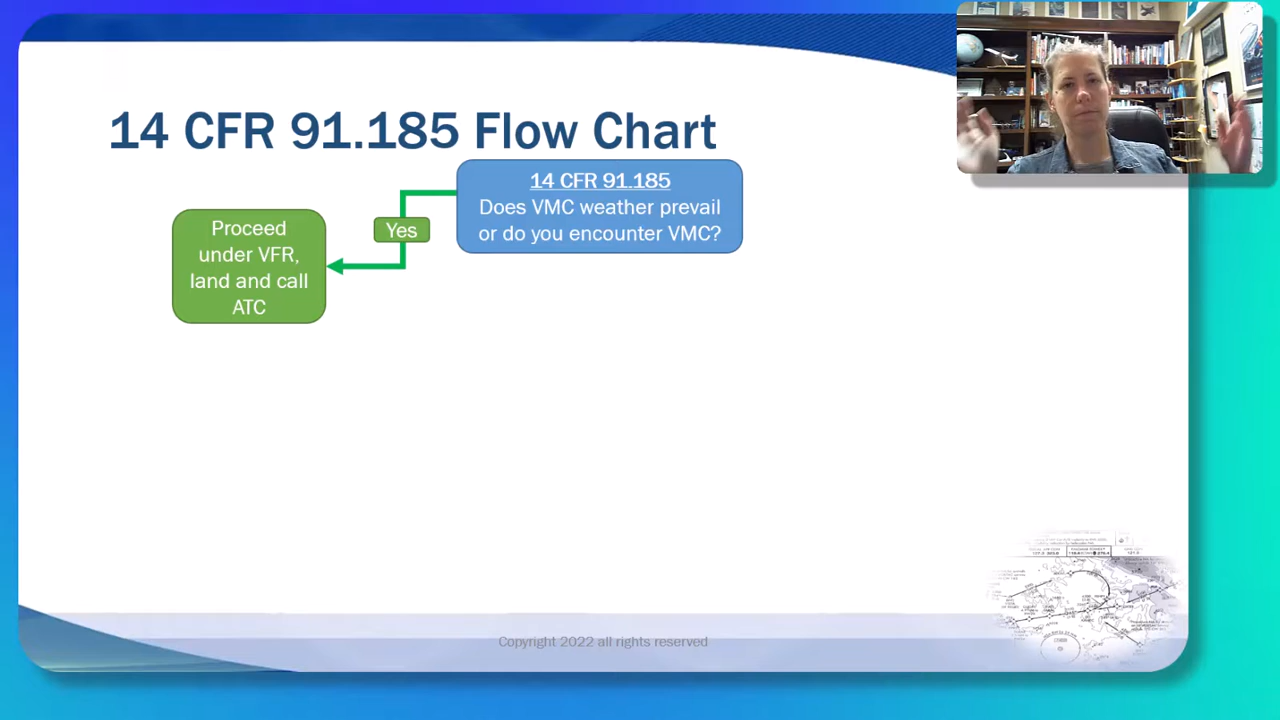 14 CFR 91.185 Flow Chart
14 CFR 91.185
Does VMC weather prevail
or do you encounter VMC?
Yes
Proceed
under VFR,
land and call
ATC
Copyright 2022 all rights reserved